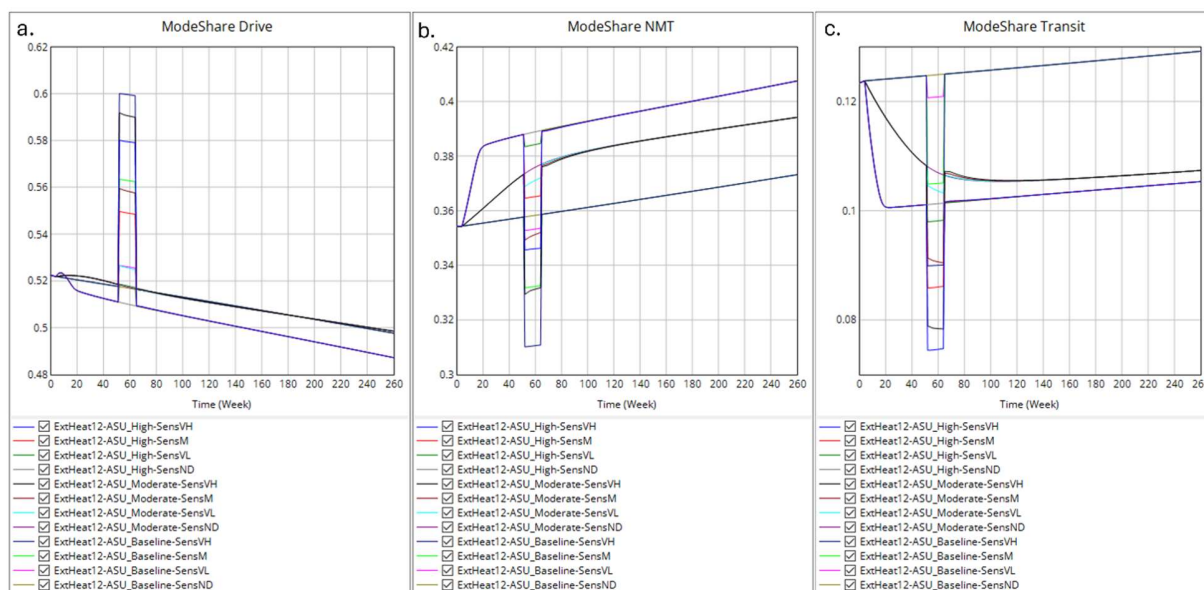 a.
ModeShare Drive
0.62
0.6
0.58
0.56
0.54
0.52
0.5
0.48
0 20 40 60 80 100 120 140 160 180 200 220 240 260
Time (Week)
ExtHeat12-ASU_High-SensVH
ExtHeat12-ASU_High-SensM
ExtHeat12-ASU_High-SensVL
ExtHeat12-ASU_High-SensND
ExtHeat12-ASU_Moderate-SensVH
ExtHeat12-ASU_Moderate-SensM
ExtHeat12-ASU_Moderate-SensVL
ExtHeat12-ASU_Moderate-SensND
ExtHeat12-ASU_Baseline-SensVH
ExtHeat12-ASU_Baseline-SensM
ExtHeat12-ASU_Baseline-SensVL
ExtHeat12-ASU_Baseline-SensND
b.
ModeShare NMT
0.42
0.4
0.38
0.36
0.34
0.32
0.3
0 20 40 60 80 100 120 140 160 180 200 220 240 260
Time (Week)
ExtHeat12-ASU_High-SensVH
ExtHeat12-ASU_High-SensM
ExtHeat12-ASU_High-SensVL
ExtHeat12-ASU_High-SensND
ExtHeat12-ASU_Moderate-SensVH
ExtHeat12-ASU_Moderate-SensM
ExtHeat12-ASU_Moderate-SensVL
ExtHeat12-ASU_Moderate-SensND
ExtHeat12-ASU_Baseline-SensVH
ExtHeat12-ASU_Baseline-SensM
ExtHeat12-ASU_Baseline-SensVL
ExtHeat12-ASU_Baseline-SensND
c.
ModeShare Transit
0.12
0.1
0.08
0 20 40 60 80 100 120 140 160 180 200 220 240 260
Time (Week)
ExtHeat12-ASU_High-SensVH
ExtHeat12-ASU_High-SensM
ExtHeat12-ASU_High-SensVL
ExtHeat12-ASU_High-SensND
ExtHeat12-ASU_Moderate-SensVH
ExtHeat12-ASU_Moderate-SensM
ExtHeat12-ASU_Moderate-SensVL
ExtHeat12-ASU_Moderate-SensND
ExtHeat12-ASU_Baseline-SensVH
ExtHeat12-ASU_Baseline-SensM
ExtHeat12-ASU_Baseline-SensVL
ExtHeat12-ASU_Baseline-SensND